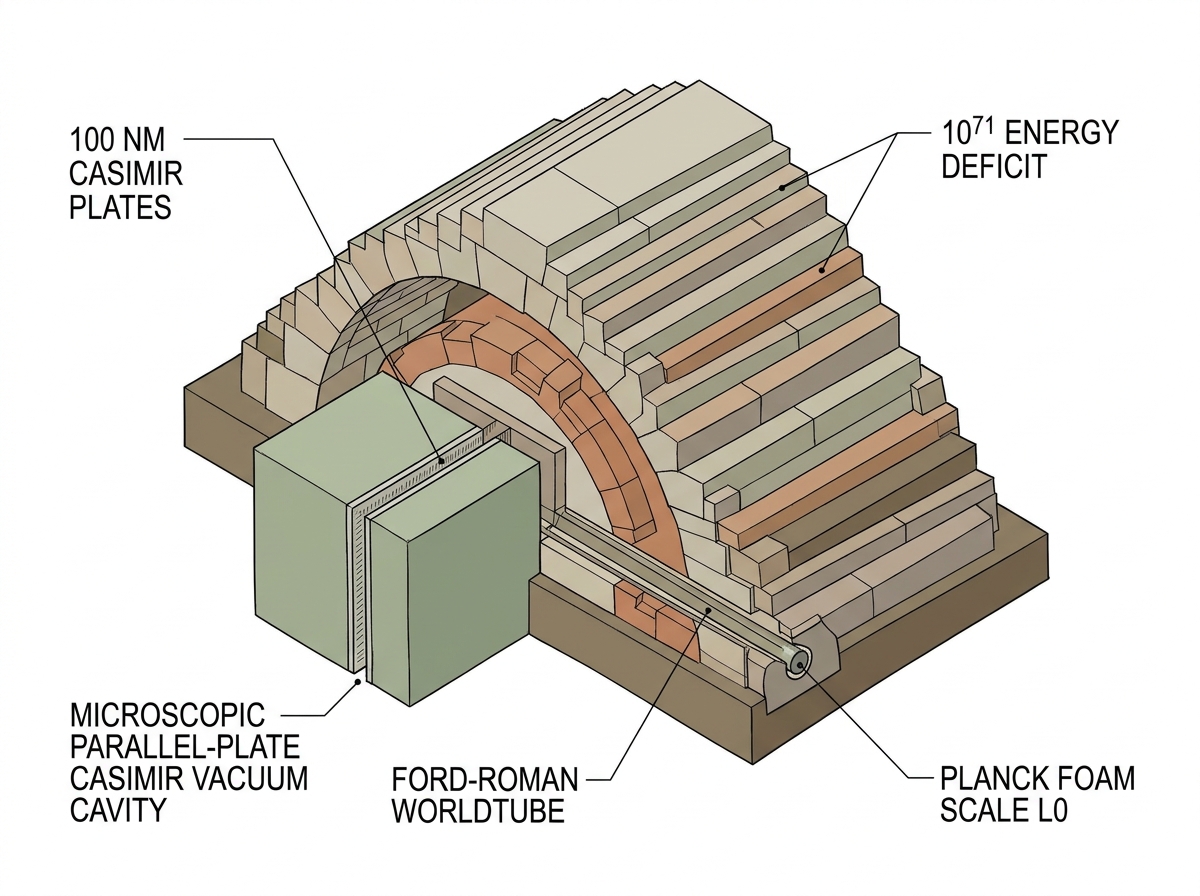 100 NM
CASIMIR
PLATES
10⁷¹ ENERGY
DEFICIT
MICROSCOPIC
PARALLEL-PLATE
CASIMIR VACUUM
CAVITY
FORD-ROMAN
WORLDTUBE
PLANCK FOAM
SCALE L0